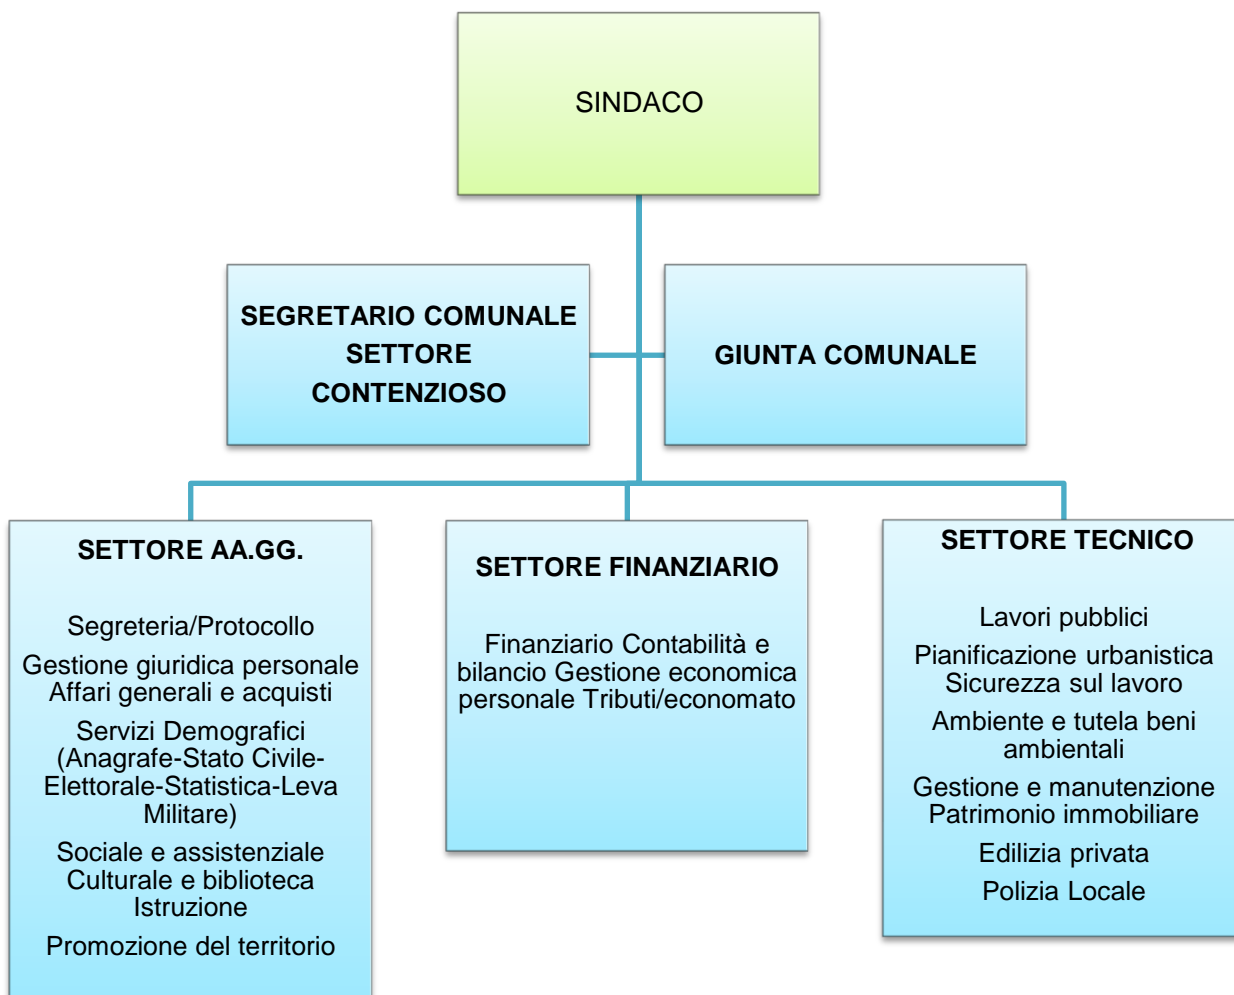 SINDACO
SEGRETARIO COMUNALE
SETTORE
CONTENZIOSO
GIUNTA COMUNALE
SETTORE AA.GG.
Segreteria/Protocollo
Gestione giuridica personale
Affari generali e acquisti
Servizi Demografici
(Anagrafe-Stato Civile-
Elettorale-Statistica-Leva
Militare)
Sociale e assistenziale
Culturale e biblioteca
Istruzione
Promozione del territorio
SETTORE FINANZIARIO
Finanziario Contabilità e
bilancio Gestione economica
personale Tributi/economato
SETTORE TECNICO
Lavori pubblici
Pianificazione urbanistica
Sicurezza sul lavoro
Ambiente e tutela beni
ambientali
Gestione e manutenzione
Patrimonio immobiliare
Edilizia privata
Polizia Locale